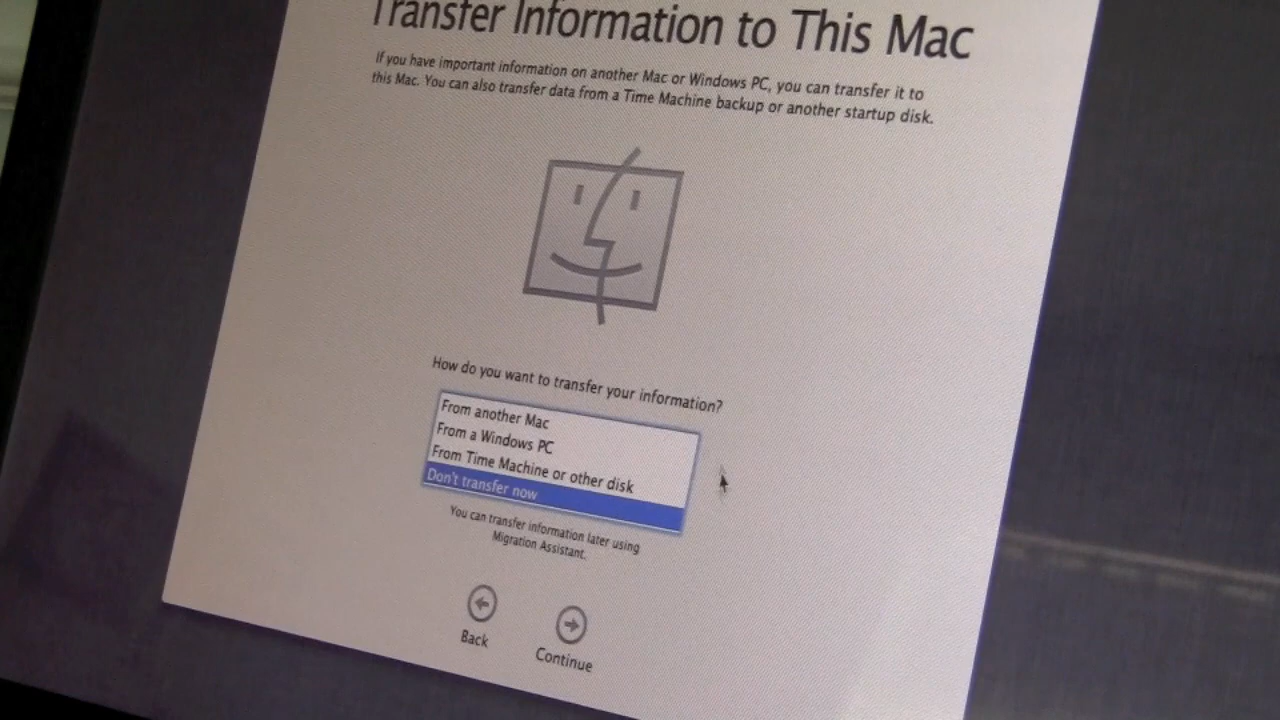 Transfer Information to This Mac
If you have important information on another Mac or Windows PC, you can transfer it to
this Mac. You can also transfer data from a Time Machine backup or another startup disk.
How do you want to transfer your information?
From another Mac
From a Windows PC
From Time Machine or other disk
Don't transfer now
You can transfer information later using
Migration Assistant.
Back
Continue